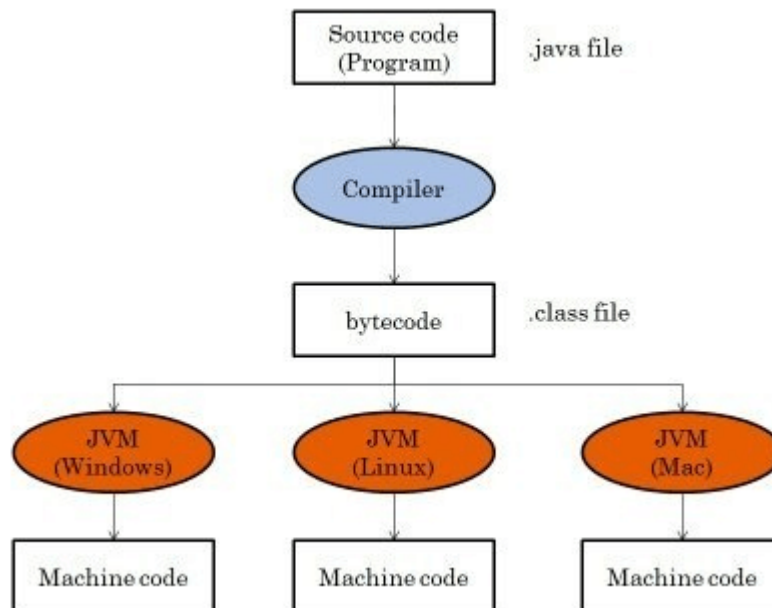 Source code
(Program)
.java file
Compiler
bytecode
.class file
JVM
(Windows)
JVM
(Linux)
JVM
(Mac)
Machine code
Machine code
Machine code